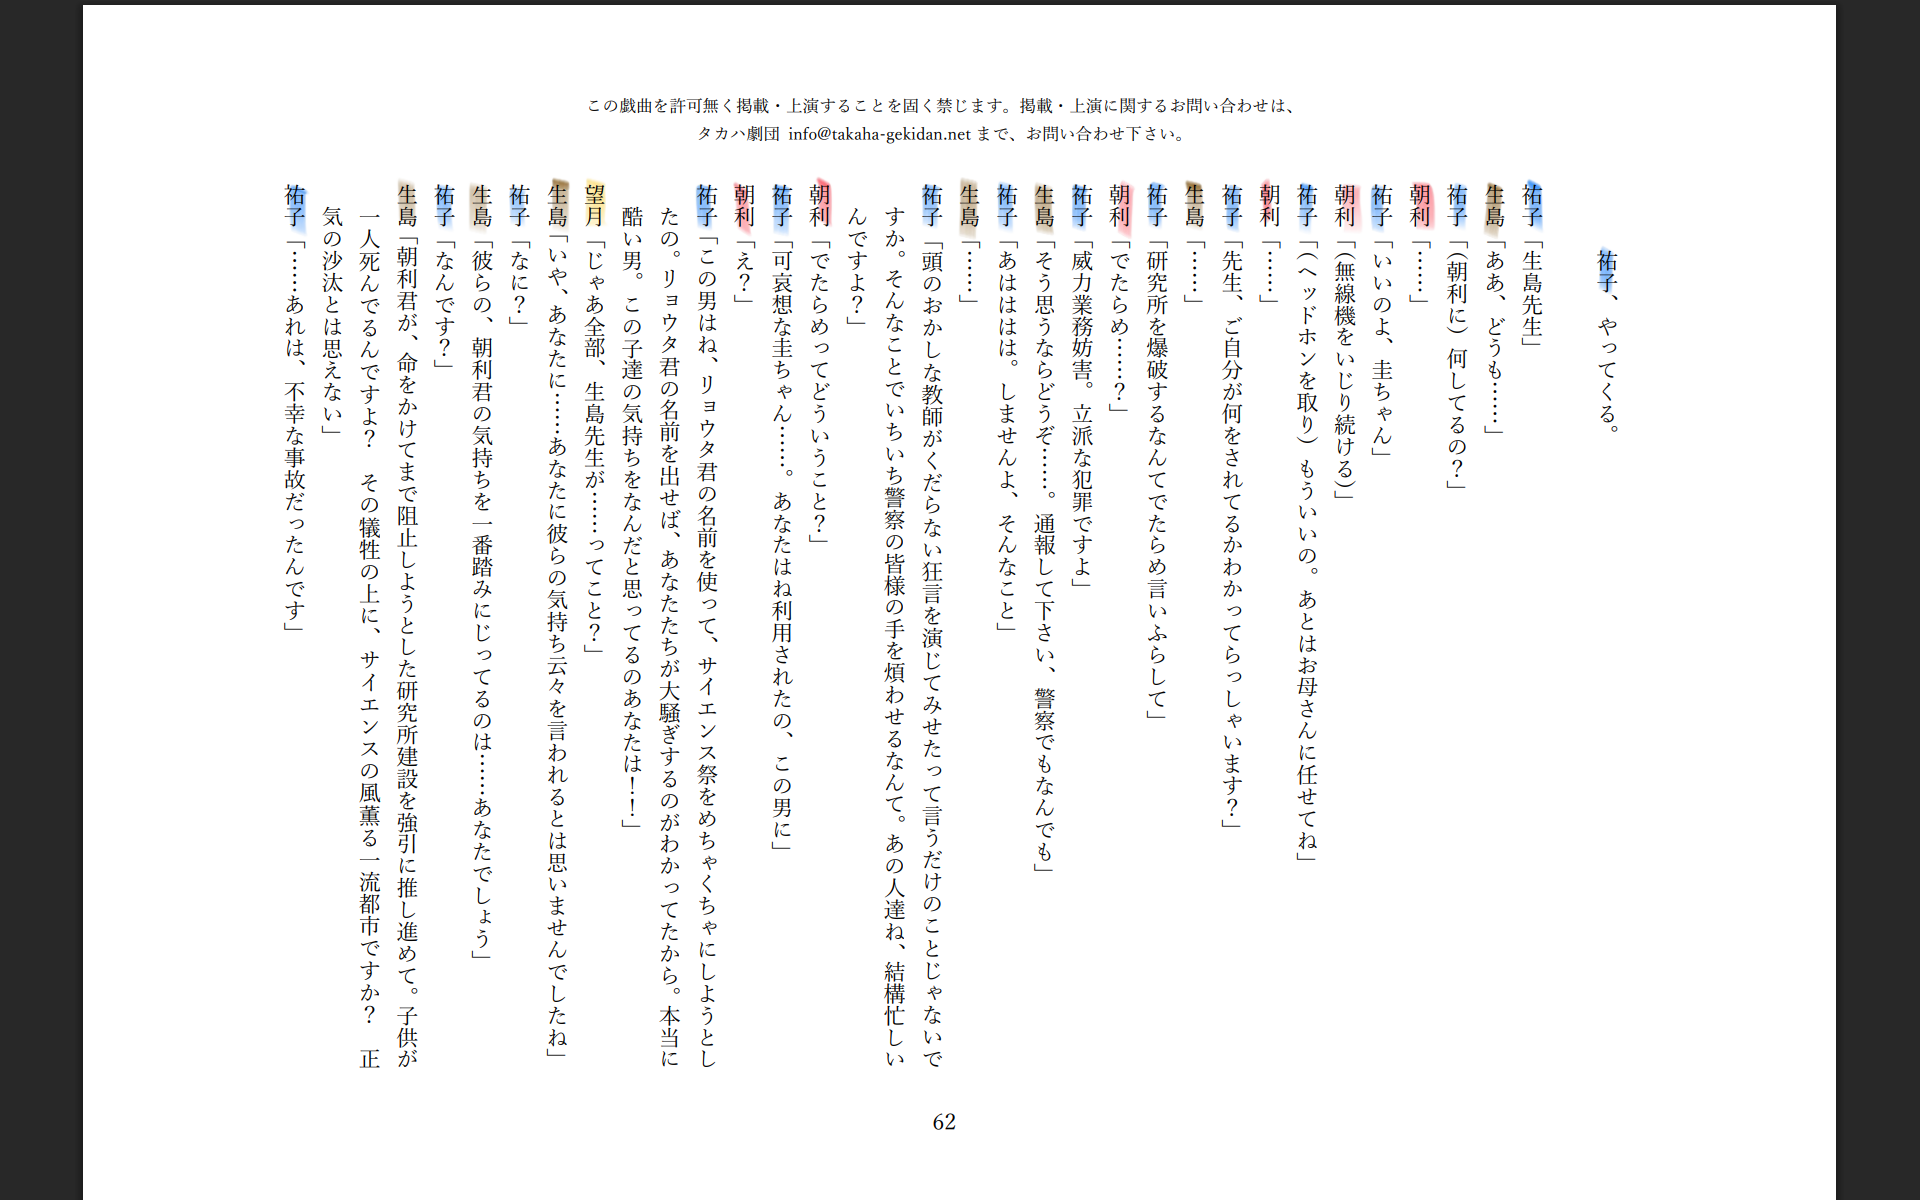 この戯曲を許可無く掲載・上演することを固く禁じます。掲載・上演に関するお問い合わせは、
タカハ劇団 info@takaha-gekidan.net まで、お問い合わせ下さい。
祐子、やってくる。
祐子「生島先生」
生島「ああ、どうも……」
祐子「(朝利に) 何してるの？」
朝利「……」
祐子「いいのよ、圭ちゃん」
朝利「(無線機をいじり続ける)」
祐子「(ヘッドホンを取り) もういいの。あとはお母さんに任せてね」
朝利「……」
祐子「先生、ご自分が何をされてるかわかってらっしゃいます？」
生島「……」
祐子「研究所を爆破するなんてでたらめ言いふらして」
朝利「でたらめ……？」
祐子「威力業務妨害。立派な犯罪ですよ」
生島「そう思うならどうぞ……。通報して下さい、警察でもなんでも」
祐子「あはははは。しませんよ、そんなこと」
生島「……」
祐子「頭のおかしな教師がくだらない狂言を演じてみせたって言うだけのことじゃないで
すか。そんなことでいちいち警察の皆様の手を煩わせるなんて。あの人達ね、結構忙しい
んですよ？」
朝利「でたらめってどういうこと？」
祐子「可哀想な圭ちゃん……。あなたはね利用されたの、この男に」
朝利「え？」
祐子「この男はね、リョウタ君の名前を使って、サイエンス祭をめちゃくちゃにしようとし
たの。リョウタ君の名前を出せば、あなたたちが大騒ぎするのがわかってたから。本当に
酷い男。この子達の気持ちをなんだと思ってるのあなたは！！」
望月「じゃあ全部、生島先生が……ってこと？」
生島「いや、あなたに……あなたに彼らの気持ち云々を言われるとは思いませんでしたね」
祐子「なに？」
生島「彼らの、朝利君の気持ちを一番踏みにじってるのは……あなたでしょう」
祐子「なんです？」
生島「朝利君が、命をかけてまで阻止しようとした研究所建設を強引に推し進めて。子供が
一人死んでるんですよ？　その犠牲の上に、サイエンスの風薫る一流都市ですか？　正
気の沙汰とは思えない」
祐子「……あれは、不幸な事故だったんです」
62